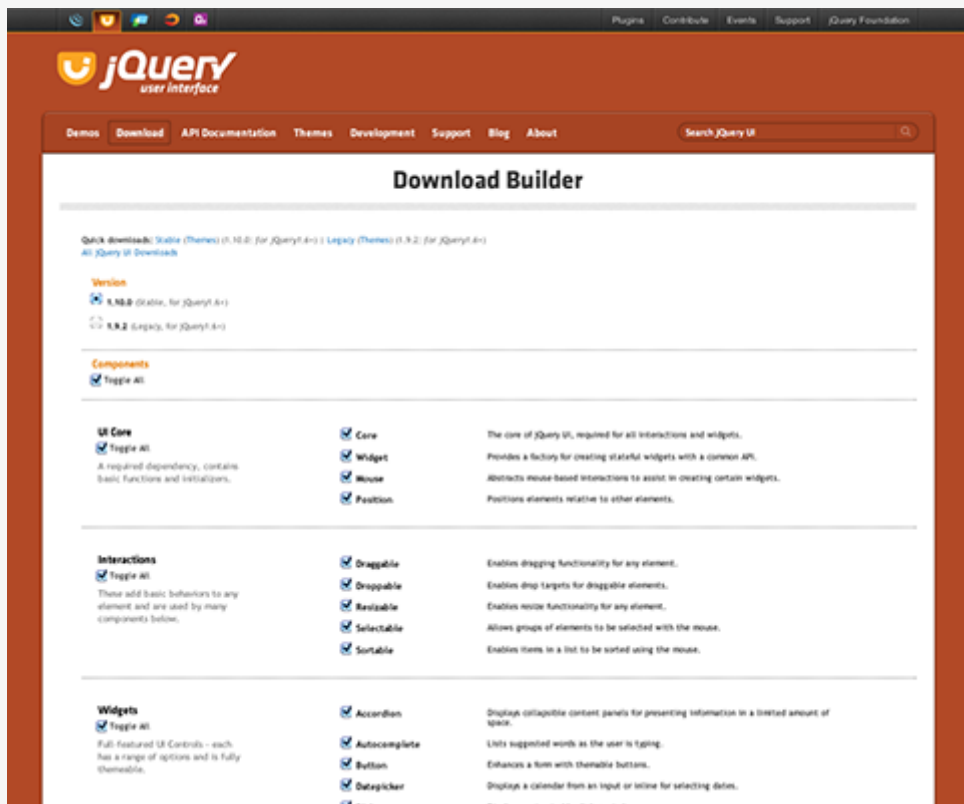 Plugins Contribute Events Support jQuery Foundation
jQuery
user interface
Demos Download API Documentation Themes Development Support Blog About Search jQuery UI
Download Builder
Quick downloads: Stable (Themes) (1.10.0: for jQuery1.6+) | Legacy (Themes) (1.9.2: for jQuery1.6+)
All jQuery UI Downloads
Version
1.10.0 (Stable, for jQuery1.6+)
1.9.2 (Legacy, for jQuery1.6+)
Components
Toggle All
UI Core
Toggle All
A required dependency, contains
basic functions and initializers.
Core The core of jQuery UI, required for all interactions and widgets.
Widget Provides a factory for creating stateful widgets with a common API.
Mouse Abstracts mouse-based interactions to assist in creating certain widgets.
Position Positions elements relative to other elements.
Interactions
Toggle All
These add basic behaviors to any
element and are used by many
components below.
Draggable Enables dragging functionality for any element.
Droppable Enables drop targets for draggable elements.
Resizable Enables resize functionality for any element.
Selectable Allows groups of elements to be selected with the mouse.
Sortable Enables items in a list to be sorted using the mouse.
Widgets
Toggle All
Full-featured UI Controls - each
has a range of options and is fully
themeable.
Accordion Displays collapsible content panels for presenting information in a limited amount of
space.
Autocomplete Lists suggested words as the user is typing.
Button Enhances a form with themable buttons.
Datepicker Displays a calendar from an input or inline for selecting dates.